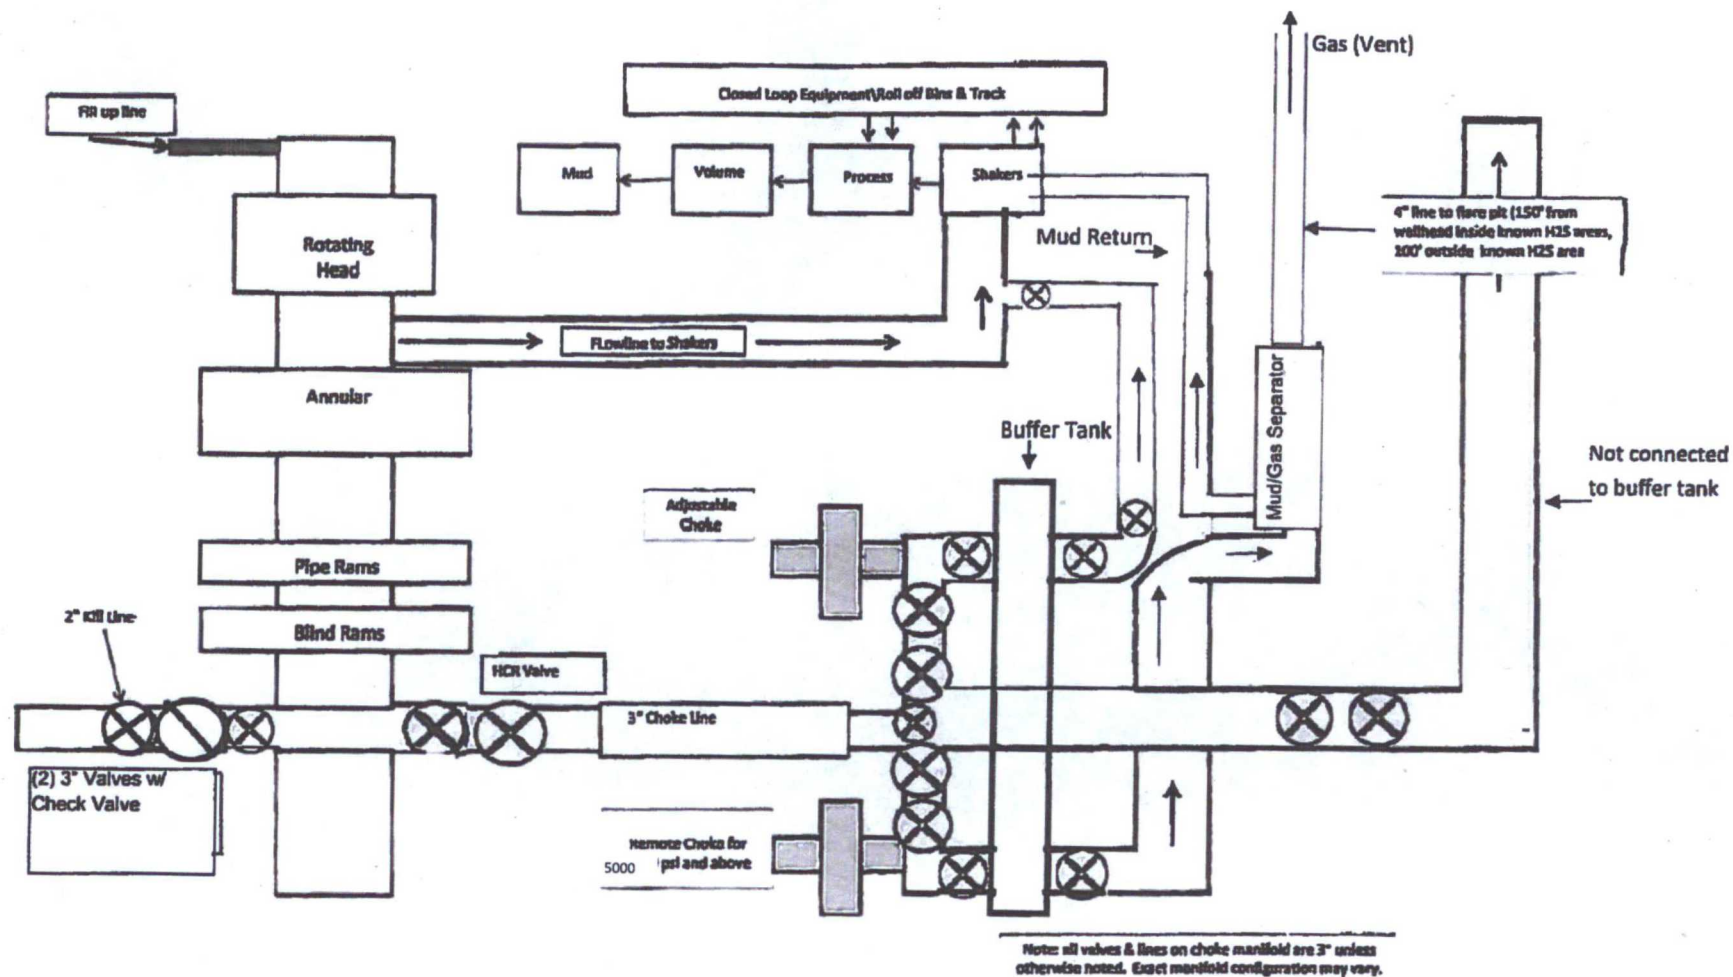 Gas (Vent)
Closed Loop Equipment\Roll off Bins & Track
Fill up line
Mud
Volume
Process
Shakers
4" line to flare pit (150' from
wellhead inside known H2S areas,
100' outside known H2S area
Mud Return
Rotating
Head
FLowline to Shakers
Annular
Mud/Gas Separator
Buffer Tank
Not connected
to buffer tank
Adjustable
Choke
Pipe Rams
2" Kill Line
Blind Rams
HCR Valve
3" Choke Line
(2) 3" Valves w/
Check Valve
Remote Choke for
5000 psi and above
Note: all valves & lines on choke manifold are 3" unless
otherwise noted. Exact manifold configuration may vary.